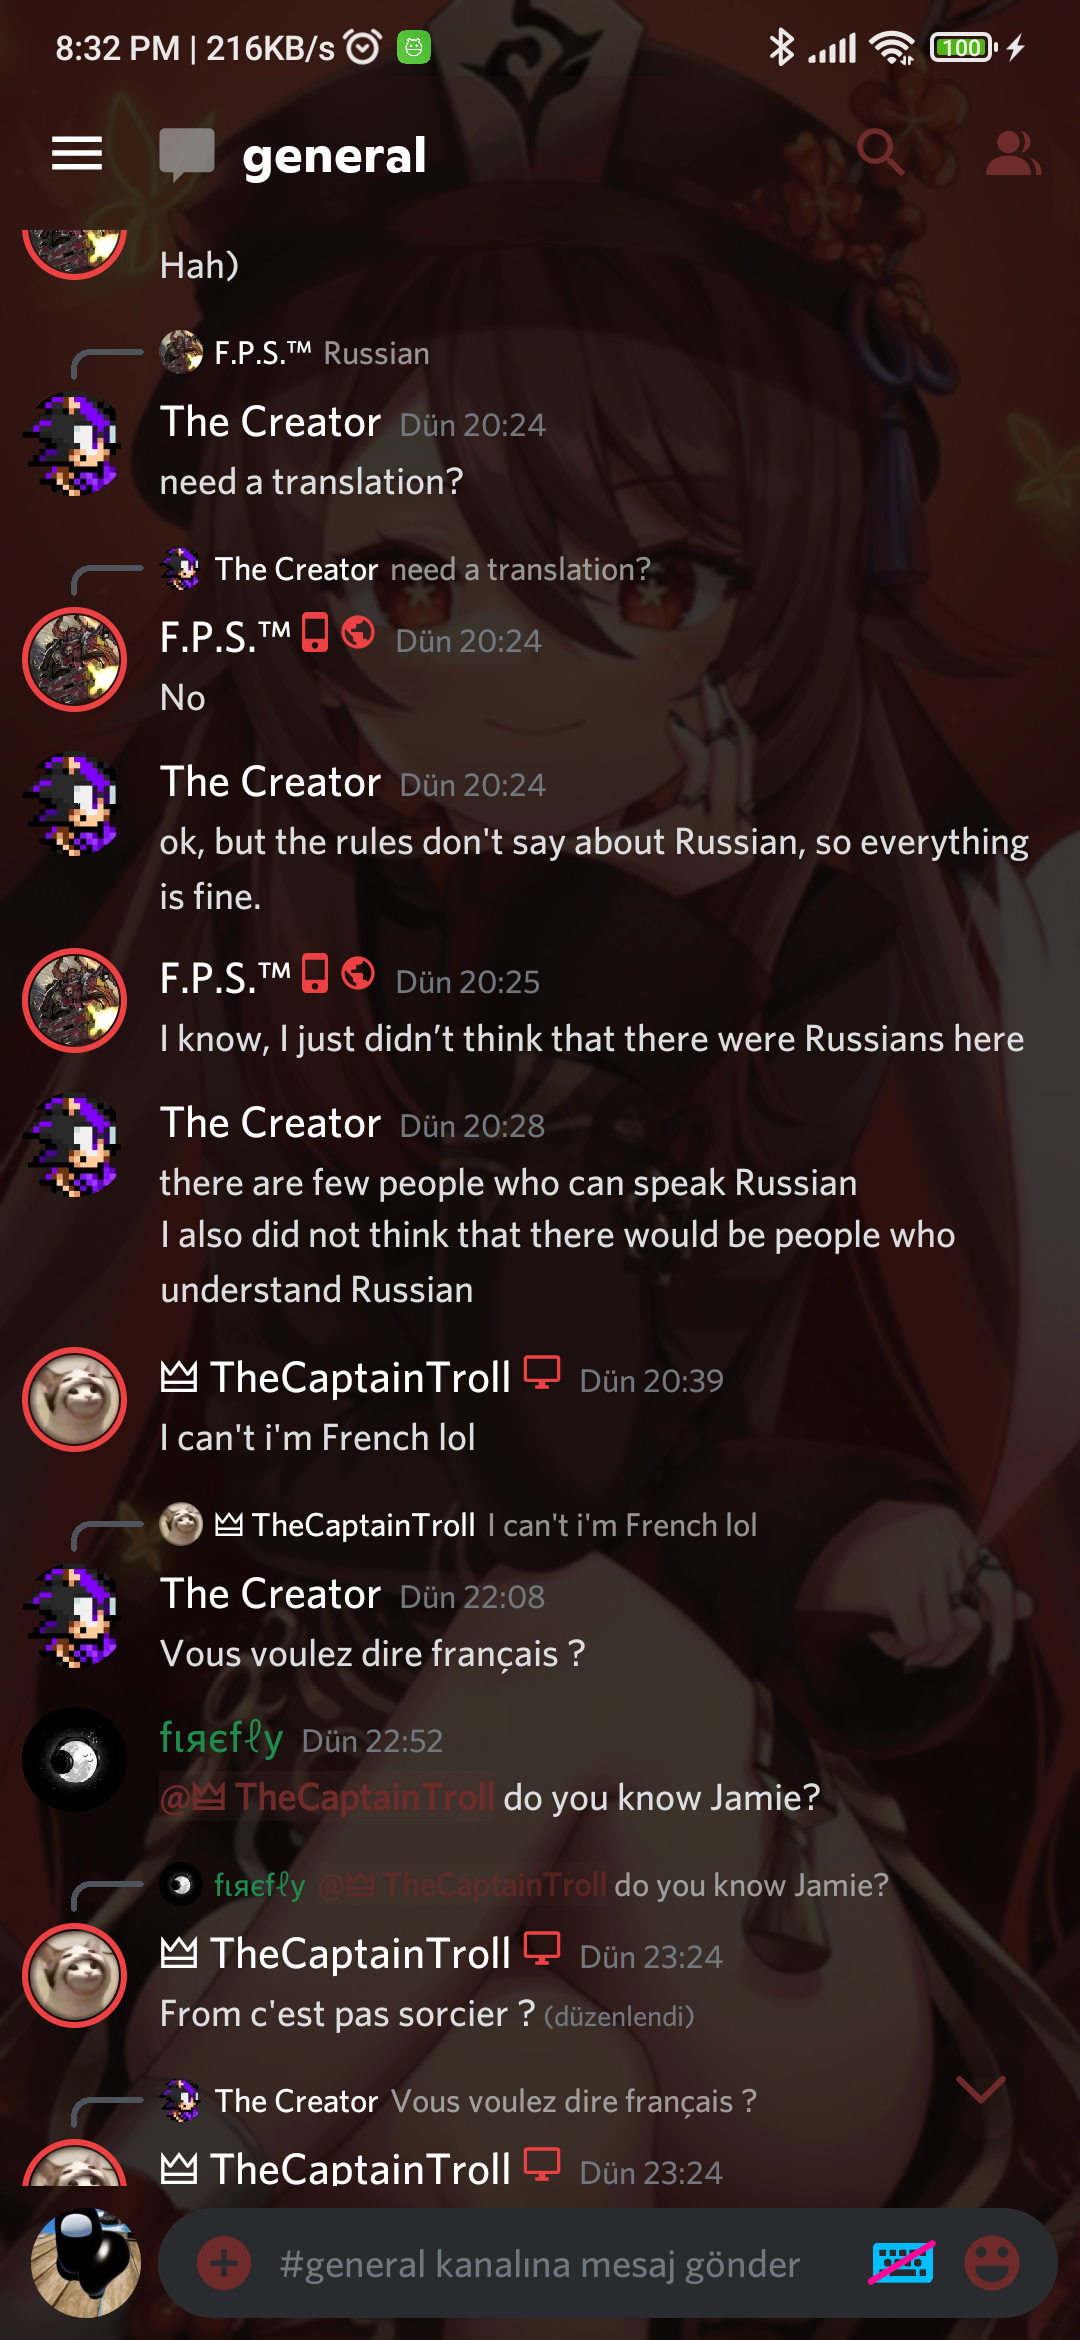 8:32 PM | 216KB/s 100
general
Hah)
F.P.S.™ Russian
The Creator Dün 20:24
need a translation?
The Creator need a translation?
F.P.S.™ Dün 20:24
No
The Creator Dün 20:24
ok, but the rules don't say about Russian, so everything
is fine.
F.P.S.™ Dün 20:25
I know, I just didn’t think that there were Russians here
The Creator Dün 20:28
there are few people who can speak Russian
I also did not think that there would be people who
understand Russian
TheCaptainTroll Dün 20:39
I can't i'm French lol
TheCaptainTroll I can't i'm French lol
The Creator Dün 22:08
Vous voulez dire français ?
fιяєfℓy Dün 22:52
@ TheCaptainTroll do you know Jamie?
fιяєfℓy @ TheCaptainTroll do you know Jamie?
TheCaptainTroll Dün 23:24
From c'est pas sorcier ? (düzenlendi)
The Creator Vous voulez dire français ?
TheCaptainTroll Dün 23:24
#general kanalına mesaj gönder